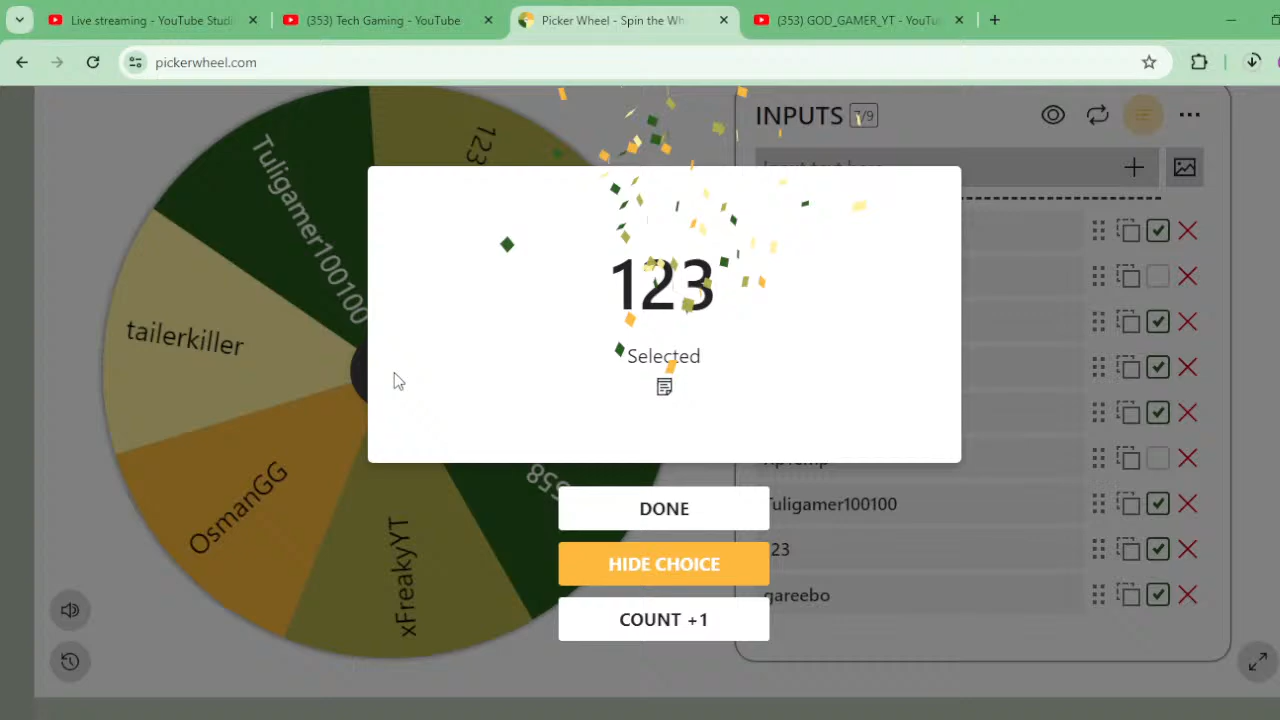 Live streaming - YouTube Studi
(353) Tech Gaming - YouTube
Picker Wheel - Spin the Wh
(353) GOD_GAMER_YT - YouTu
pickerwheel.com
INPUTS 7/9
123
Tuligamer100100
tailerkiller
OsmanGG
xFreakyYT
558
123
Selected
DONE
HIDE CHOICE
COUNT +1
Tuligamer100100
123
gareebo